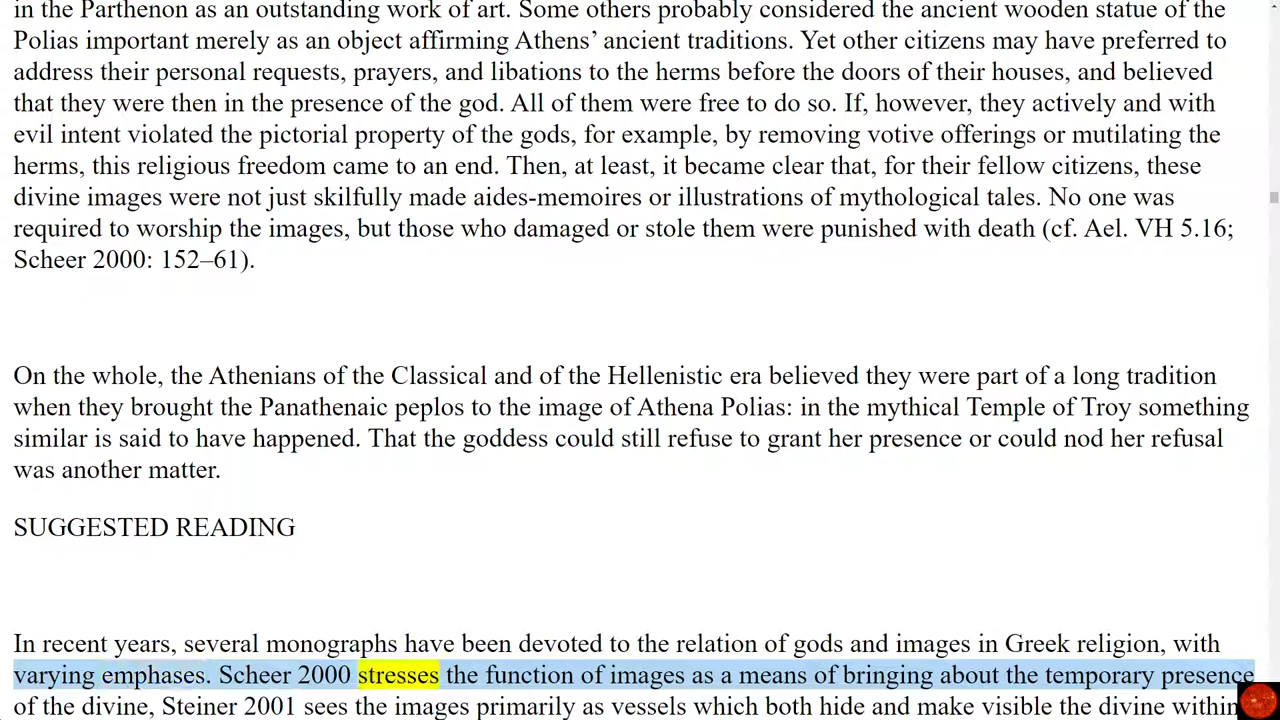 in the Parthenon as an outstanding work of art. Some others probably considered the ancient wooden statue of the
Polias important merely as an object affirming Athens’ ancient traditions. Yet other citizens may have preferred to
address their personal requests, prayers, and libations to the herms before the doors of their houses, and believed
that they were then in the presence of the god. All of them were free to do so. If, however, they actively and with
evil intent violated the pictorial property of the gods, for example, by removing votive offerings or mutilating the
herms, this religious freedom came to an end. Then, at least, it became clear that, for their fellow citizens, these
divine images were not just skilfully made aides-memoires or illustrations of mythological tales. No one was
required to worship the images, but those who damaged or stole them were punished with death (cf. Ael. VH 5.16;
Scheer 2000: 152–61).
On the whole, the Athenians of the Classical and of the Hellenistic era believed they were part of a long tradition
when they brought the Panathenaic peplos to the image of Athena Polias: in the mythical Temple of Troy something
similar is said to have happened. That the goddess could still refuse to grant her presence or could nod her refusal
was another matter.
SUGGESTED READING
In recent years, several monographs have been devoted to the relation of gods and images in Greek religion, with
varying emphases. Scheer 2000 stresses the function of images as a means of bringing about the temporary presence
of the divine, Steiner 2001 sees the images primarily as vessels which both hide and make visible the divine within